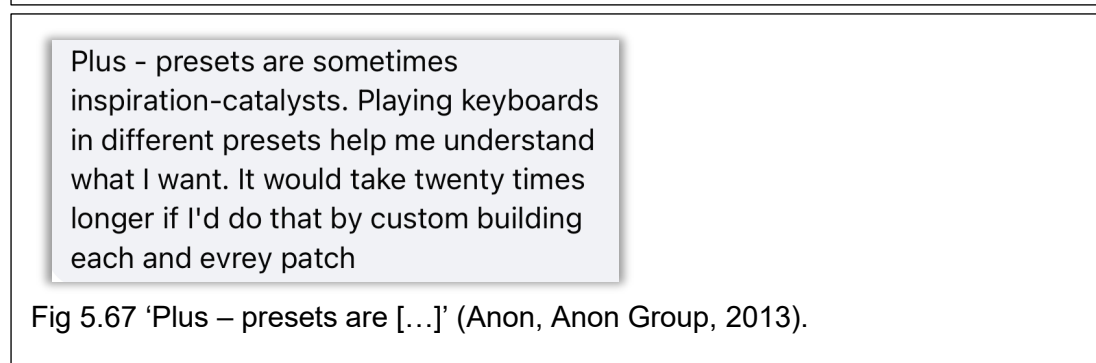 Plus - presets are sometimes
inspiration-catalysts. Playing keyboards
in different presets help me understand
what I want. It would take twenty times
longer if I'd do that by custom building
each and evrey patch
Fig 5.67 ‘Plus – presets are […]’ (Anon, Anon Group, 2013).